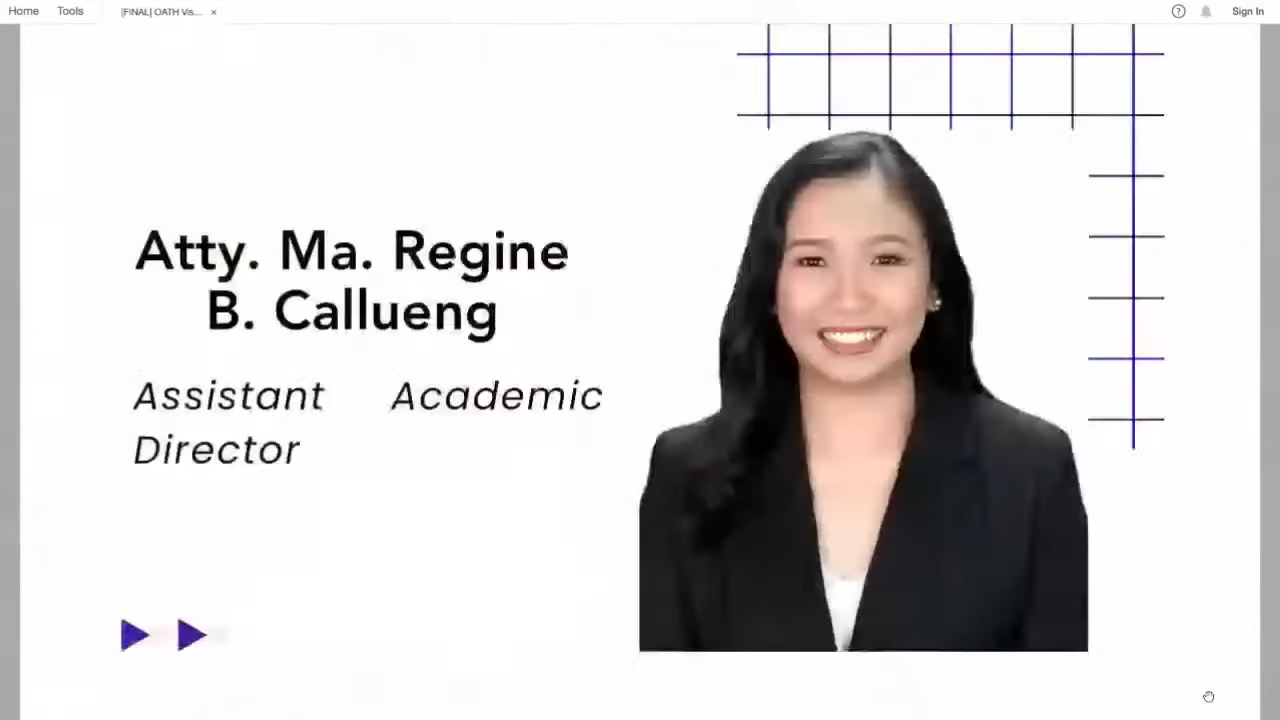 Home Tools [FINAL] OATH Vis... × ? Sign In
Atty. Ma. Regine
B. Callueng
Assistant Academic
Director